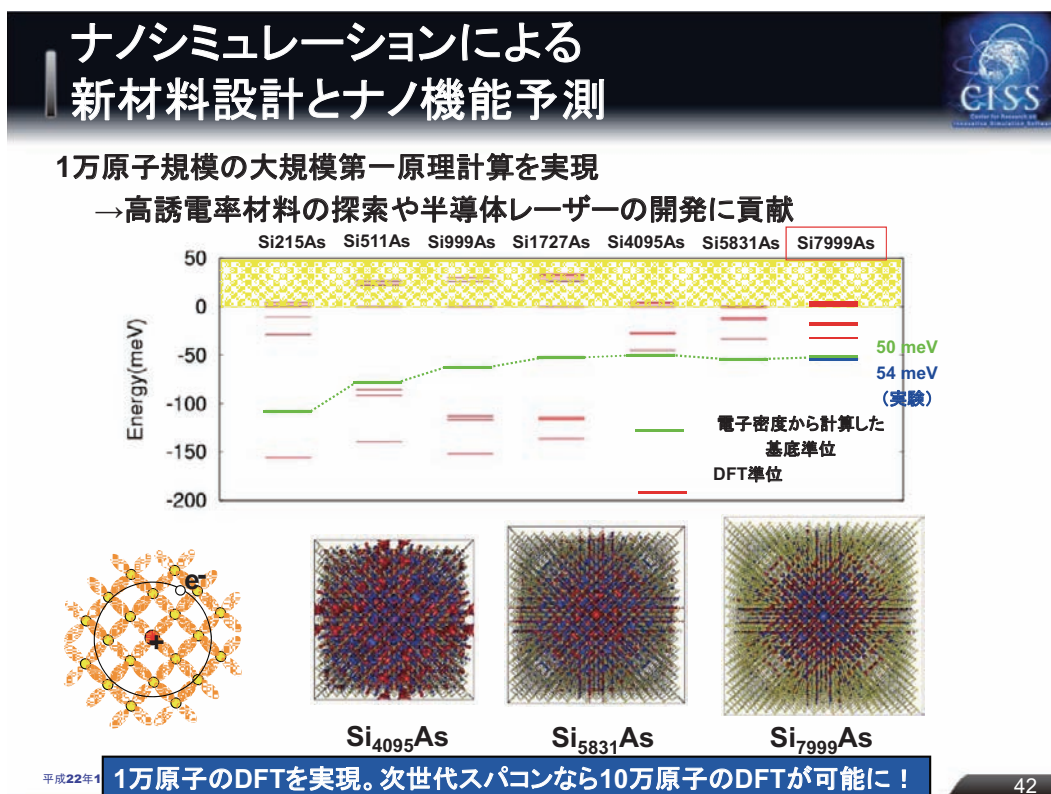 ナノシミュレーションによる
新材料設計とナノ機能予測
CISS
Center for Research on
Innovative Simulation Software
1万原子規模の大規模第一原理計算を実現
→高誘電率材料の探索や半導体レーザーの開発に貢献
Si215As Si511As Si999As Si1727As Si4095As Si5831As Si7999As
50
0
-50
-100
-150
-200
Energy(meV)
50 meV
54 meV
（実験）
電子密度から計算した
基底準位
DFT準位
e-
+
Si4095As
Si5831As
Si7999As
平成22年1
1万原子のDFTを実現。次世代スパコンなら10万原子のDFTが可能に！
42